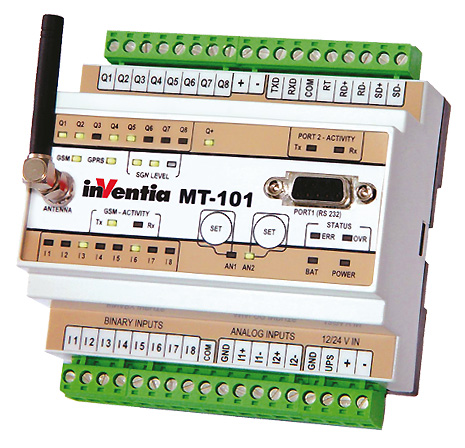 Q1 Q2 Q3 Q4 Q5 Q6 Q7 Q8 + - TXD RXD COM RT RD+ RD- SD+ SD-
Q1 Q2 Q3 Q4 Q5 Q6 Q7 Q8 Q+
PORT 2 - ACTIVITY
Tx Rx
GSM GPRS SGN LEVEL
inVentia MT-101
ANTENNA
GSM - ACTIVITY
Tx Rx
SET SET
PORT1 (RS 232)
STATUS
ERR OVR
AN1 AN2
BAT POWER
I1 I2 I3 I4 I5 I6 I7 I8
BINARY INPUTS ANALOG INPUTS 12/24 V IN
I1 I2 I3 I4 I5 I6 I7 I8 COM GND I1+ I1- I2+ I2- GND UPS + -